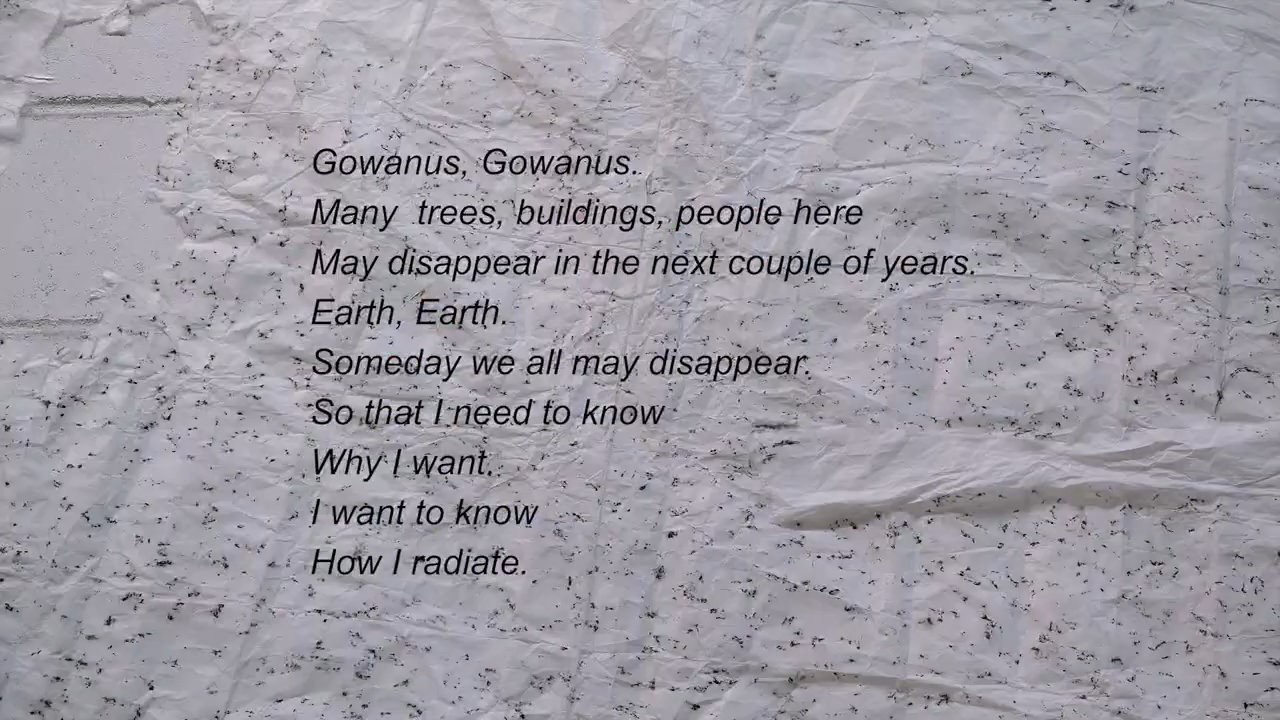 Gowanus, Gowanus.
Many  trees, buildings, people here
May disappear in the next couple of years.
Earth, Earth.
Someday we all may disappear.
So that I need to know
Why I want.
I want to know
How I radiate.